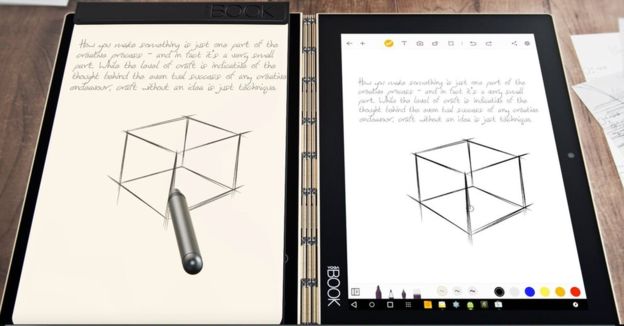 BOOK
How you make something is just one part of the
creative process - and in fact it's a very small
part. While the level of craft is indicative of the
thought behind the even tual success of any creative
endeavour, craft without an idea is just technique.
How you make something is just one part of the
creative process - and in fact it's a very small
part. While the level of craft is indicative of the
thought behind the even tual success of any creative
endeavour, craft without an idea is just technique.
YOGA
BOOK